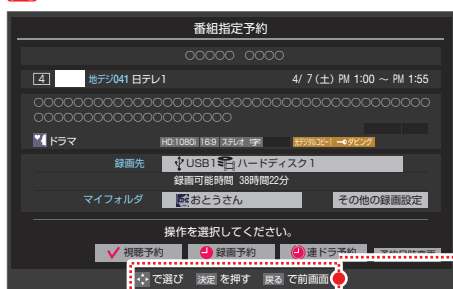 番組指定予約
○○○○○ ○○○○
4 地デジ041 日テレ1 4/ 7(土) PM 1:00 ～ PM 1:55
○○○○○○○○○○○○○○○○○○○○○○○○○○○○○○○○○○○○○○
○○○○○○○○○○○○○○○○○○○
ドラマ HD:1080i 16:9 ステレオ 字 デジタルコピー1 ダビング
録画先 USB1 ハードディスク1
録画可能時間 38時間22分
マイフォルダ おとうさん その他の録画設定
操作を選択してください。
視聴予約 録画予約 連ドラ予約
で選び 決定 を押す 戻る で前画面